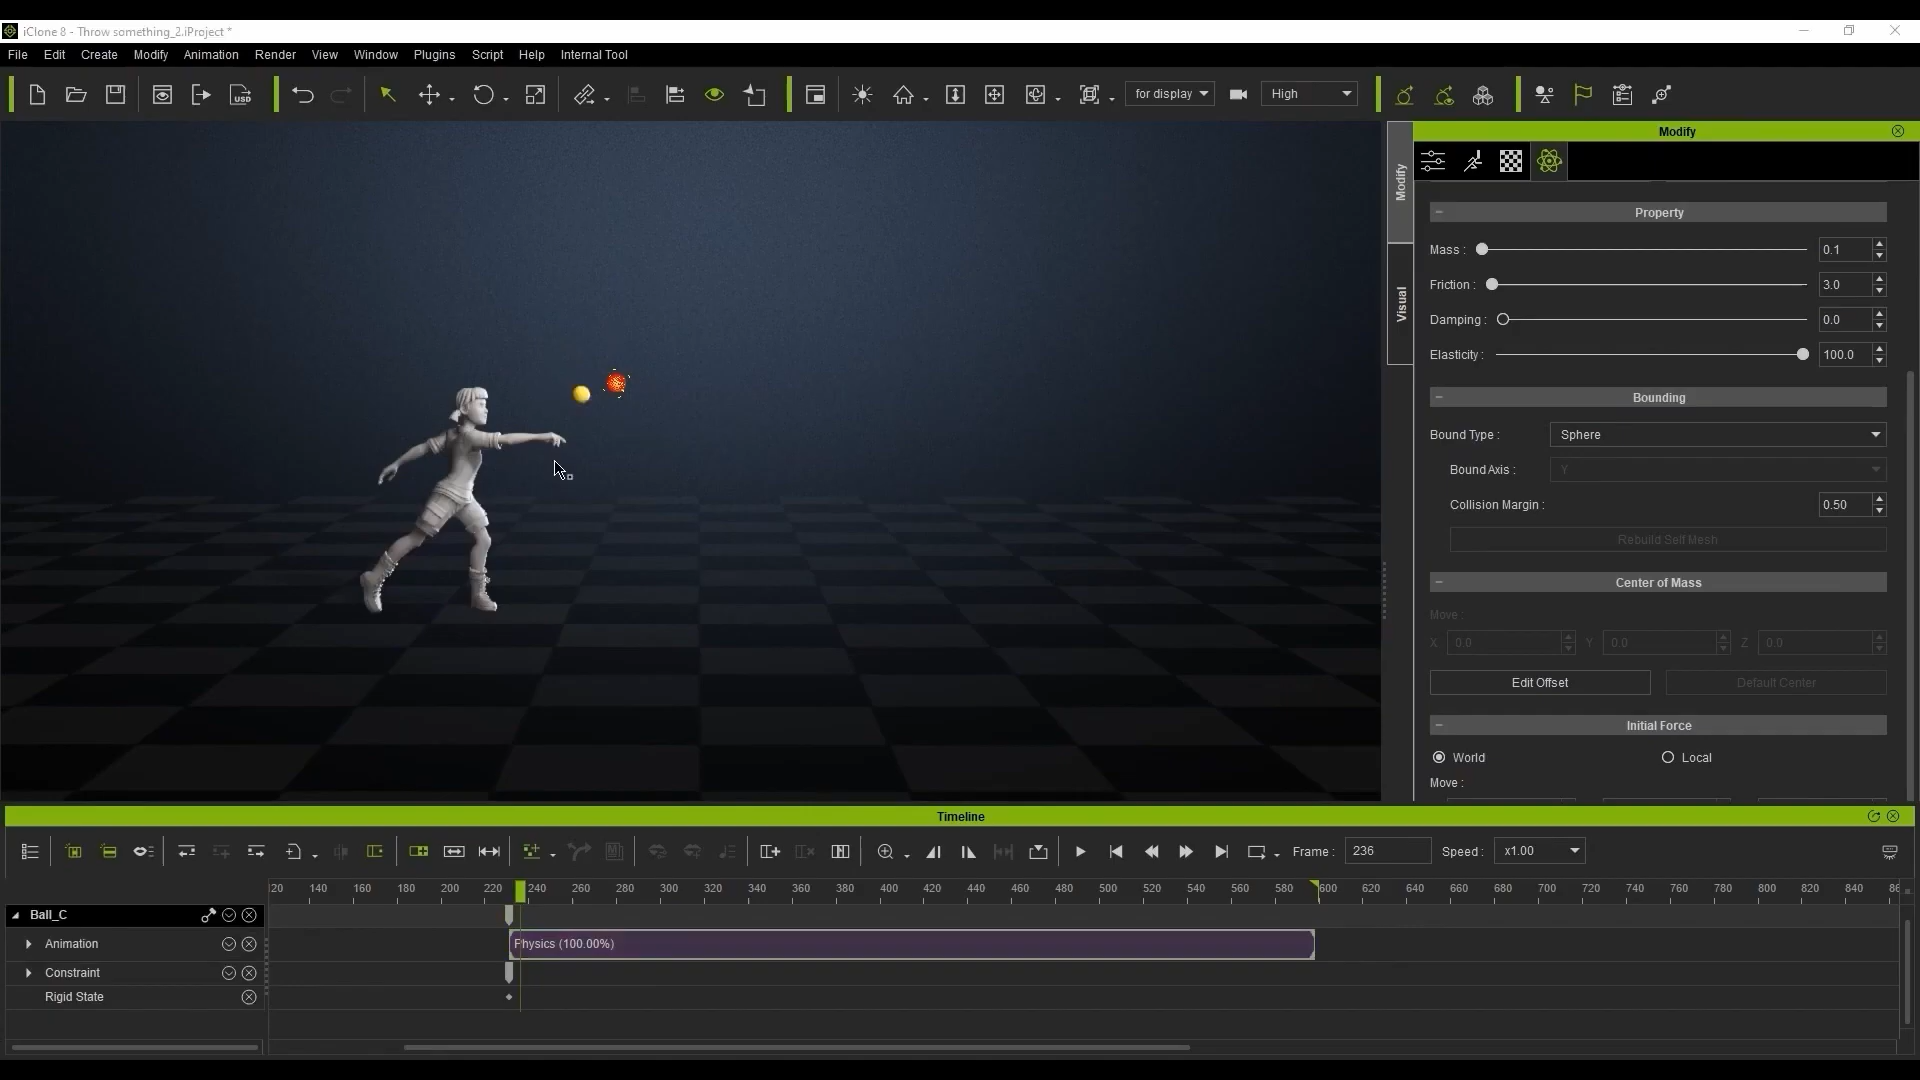 iClone 8 - Throw something_2.iProject *
File Edit Create Modify Animation Render View Window Plugins Script Help Internal Tool
USD for display High
Modify
Modify
Visual
Property
Mass : 0.1
Friction : 3.0
Damping : 0.0
Elasticity : 100.0
Bounding
Bound Type : Sphere
Bound Axis : Y
Collision Margin : 0.50
Rebuild Self Mesh
Center of Mass
Move :
X 0.0 Y 0.0 Z 0.0
Edit Offset Default Center
Initial Force
World Local
Move :
Timeline
Frame : 236 Speed : x1.00
120 140 160 180 200 220 240 260 280 300 320 340 360 380 400 420 440 460 480 500 520 540 560 580 600 620 640 660 680 700 720 740 760 780 800 820 840
Ball_C
Animation Physics (100.00%)
Constraint
Rigid State